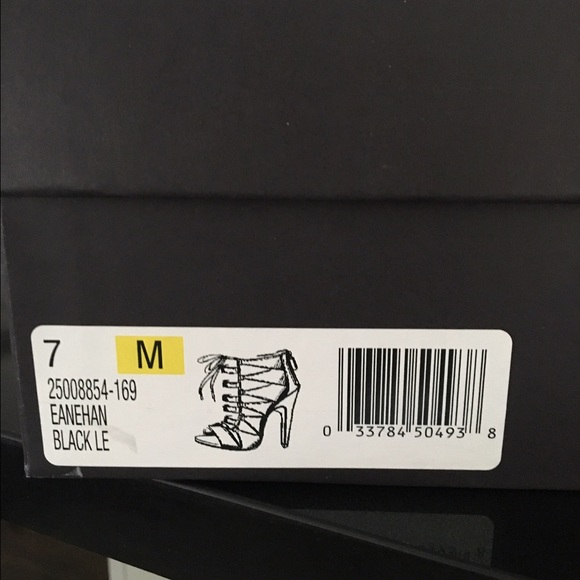 7 M
25008854-169
EANEHAN
BLACK LE
0 33784 50493 8